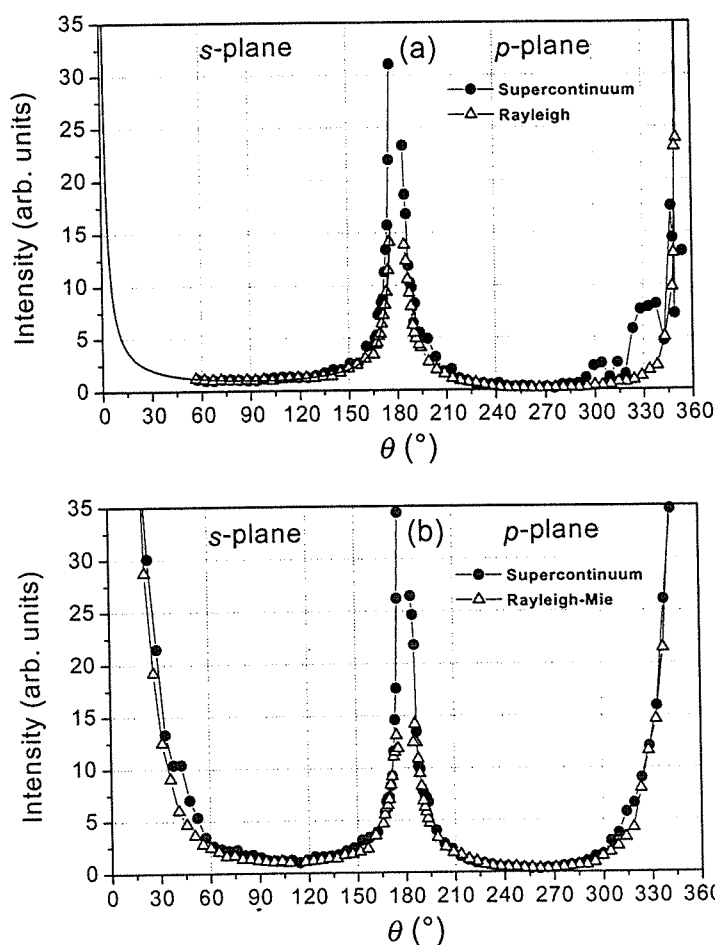 s-plane (a) p-plane
Supercontinuum
Rayleigh
Intensity (arb. units)
35
30
25
20
15
10
5
0
0 30 60 90 120 150 180 210 240 270 300 330 360
θ (°)
s-plane (b) p-plane
Supercontinuum
Rayleigh-Mie
Intensity (arb. units)
35
30
25
20
15
10
5
0
0 30 60 90 120 150 180 210 240 270 300 330 360
θ (°)